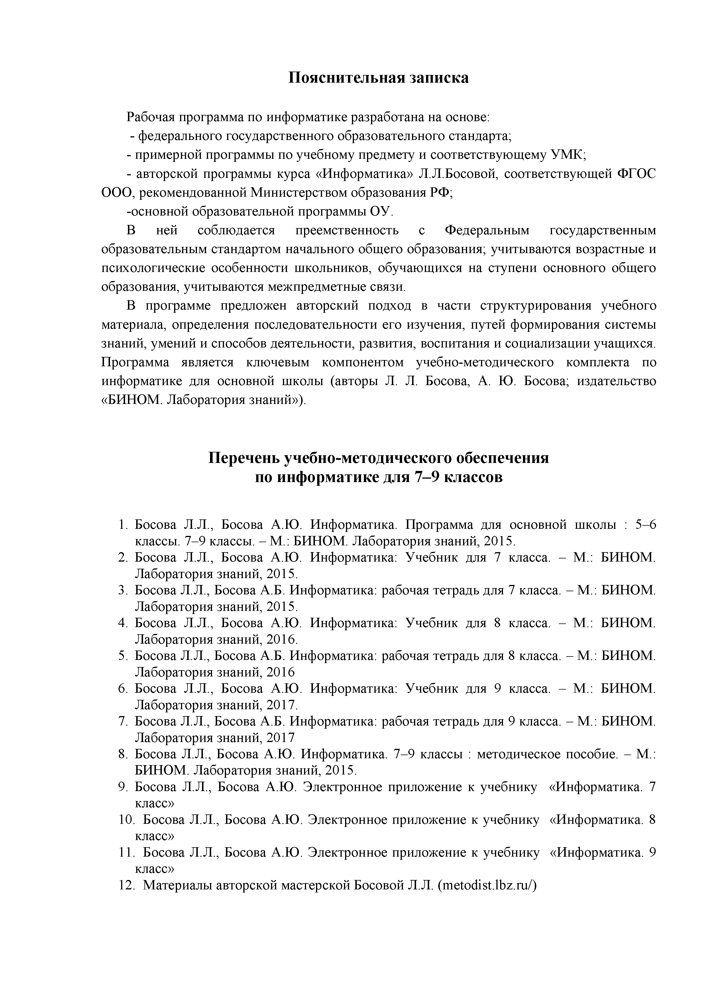 Пояснительная записка
Рабочая программа по информатике разработана на основе:
- федерального государственного образовательного стандарта;
- примерной программы по учебному предмету и соответствующему УМК;
- авторской программы курса «Информатика» Л.Л.Босовой, соответствующей ФГОС
ООО, рекомендованной Министерством образования РФ;
-основной образовательной программы ОУ.
В ней соблюдается преемственность с Федеральным государственным
образовательным стандартом начального общего образования; учитываются возрастные и
психологические особенности школьников, обучающихся на ступени основного общего
образования, учитываются межпредметные связи.
В программе предложен авторский подход в части структурирования учебного
материала, определения последовательности его изучения, путей формирования системы
знаний, умений и способов деятельности, развития, воспитания и социализации учащихся.
Программа является ключевым компонентом учебно-методического комплекта по
информатике для основной школы (авторы Л. Л. Босова, А. Ю. Босова; издательство
«БИНОМ. Лаборатория знаний»).
Перечень учебно-методического обеспечения
по информатике для 7–9 классов
1. Босова Л.Л., Босова А.Ю. Информатика. Программа для основной школы : 5–6
классы. 7–9 классы. – М.: БИНОМ. Лаборатория знаний, 2015.
2. Босова Л.Л., Босова А.Ю. Информатика: Учебник для 7 класса. – М.: БИНОМ.
Лаборатория знаний, 2015.
3. Босова Л.Л., Босова А.Б. Информатика: рабочая тетрадь для 7 класса. – М.: БИНОМ.
Лаборатория знаний, 2015.
4. Босова Л.Л., Босова А.Ю. Информатика: Учебник для 8 класса. – М.: БИНОМ.
Лаборатория знаний, 2016.
5. Босова Л.Л., Босова А.Б. Информатика: рабочая тетрадь для 8 класса. – М.: БИНОМ.
Лаборатория знаний, 2016
6. Босова Л.Л., Босова А.Ю. Информатика: Учебник для 9 класса. – М.: БИНОМ.
Лаборатория знаний, 2017.
7. Босова Л.Л., Босова А.Б. Информатика: рабочая тетрадь для 9 класса. – М.: БИНОМ.
Лаборатория знаний, 2017
8. Босова Л.Л., Босова А.Ю. Информатика. 7–9 классы : методическое пособие. – М.:
БИНОМ. Лаборатория знаний, 2015.
9. Босова Л.Л., Босова А.Ю. Электронное приложение к учебнику «Информатика. 7
класс»
10. Босова Л.Л., Босова А.Ю. Электронное приложение к учебнику «Информатика. 8
класс»
11. Босова Л.Л., Босова А.Ю. Электронное приложение к учебнику «Информатика. 9
класс»
12. Материалы авторской мастерской Босовой Л.Л. (metodist.lbz.ru/)